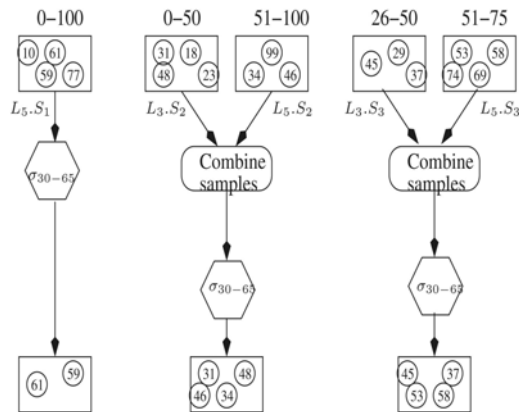 0–100 0–50 51–100 26–50 51–75
10 61 31 18 99 29 53 58
59 77 48 23 34 46 45 37 74 69
L₅.S₁ L₃.S₂ L₅.S₂ L₃.S₃ L₅.S₃
Combine samples
Combine samples
σ₃₀₋₆₅
σ₃₀₋₆₅ σ₃₀₋₆₅
61 59 31 48 45 37
46 34 53 58